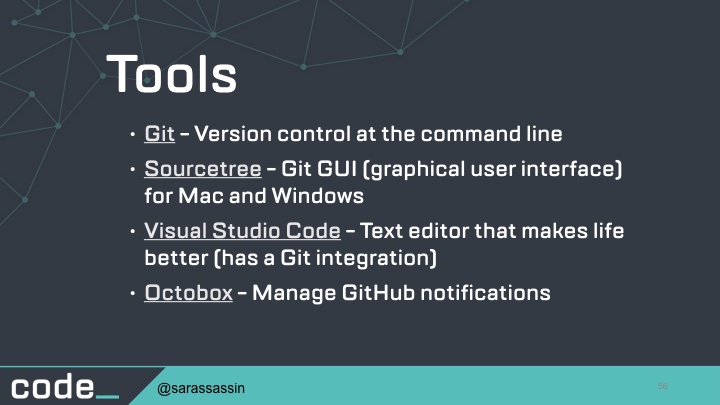 Tools
• Git – Version control at the command line
• Sourcetree – Git GUI (graphical user interface)
for Mac and Windows
• Visual Studio Code – Text editor that makes life
better (has a Git integration)
• Octobox – Manage GitHub notifications
code_
@sarassassin
56